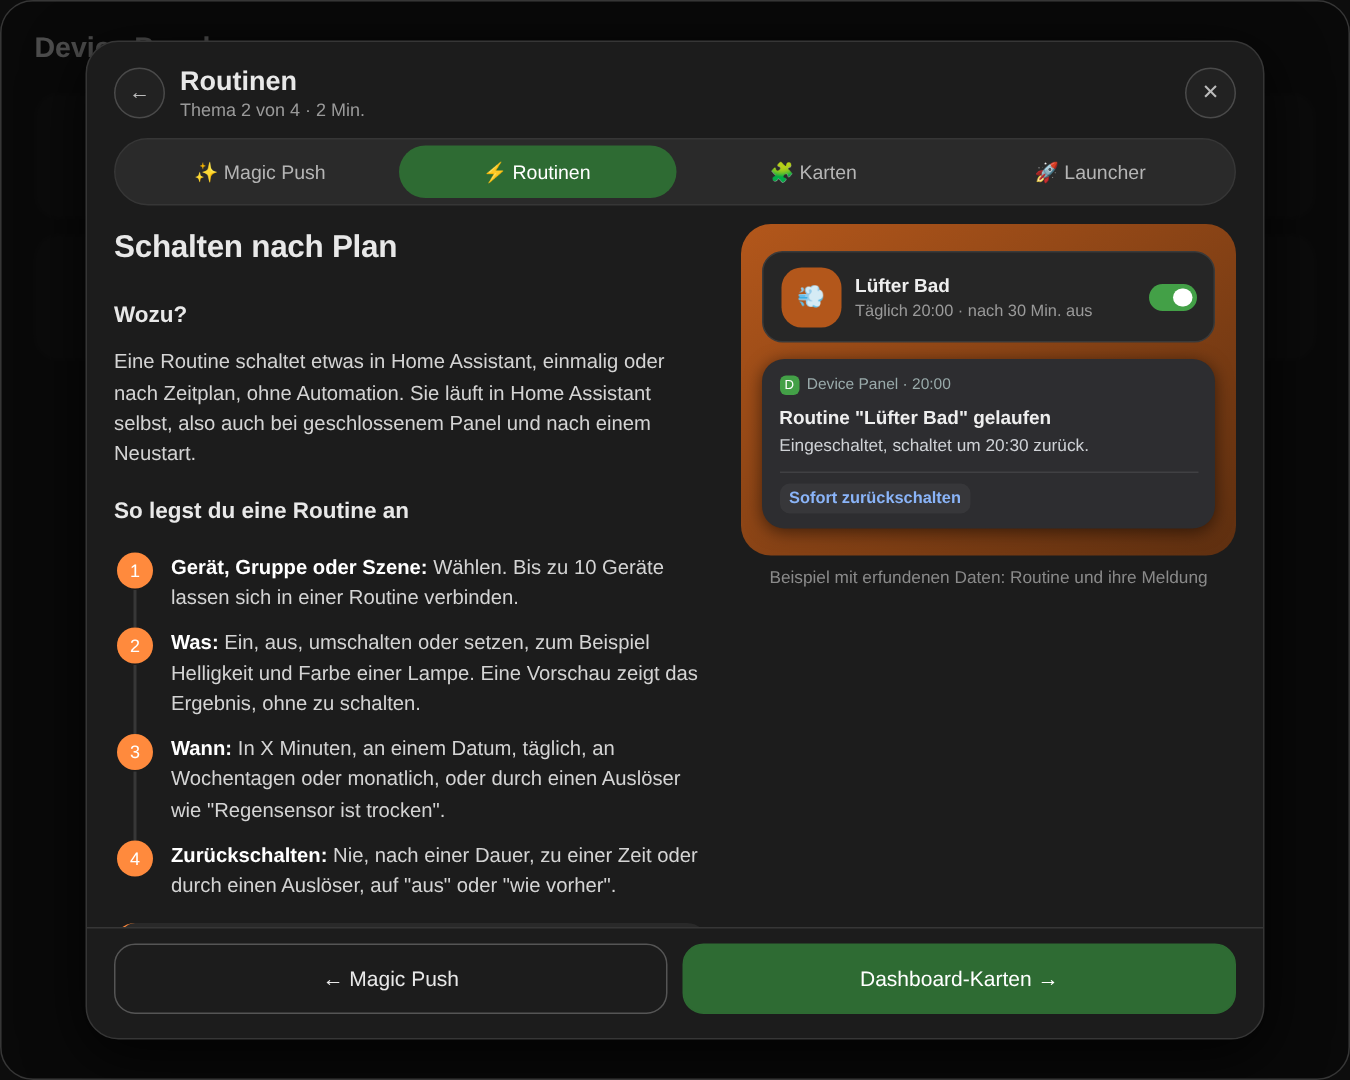 Routinen
Thema 2 von 4 · 2 Min.
✨ Magic Push
⚡ Routinen
🧩 Karten
🚀 Launcher
Schalten nach Plan
Wozu?
Eine Routine schaltet etwas in Home Assistant, einmalig oder
nach Zeitplan, ohne Automation. Sie läuft in Home Assistant
selbst, also auch bei geschlossenem Panel und nach einem
Neustart.
So legst du eine Routine an
1 Gerät, Gruppe oder Szene: Wählen. Bis zu 10 Geräte
lassen sich in einer Routine verbinden.
2 Was: Ein, aus, umschalten oder setzen, zum Beispiel
Helligkeit und Farbe einer Lampe. Eine Vorschau zeigt das
Ergebnis, ohne zu schalten.
3 Wann: In X Minuten, an einem Datum, täglich, an
Wochentagen oder monatlich, oder durch einen Auslöser
wie "Regensensor ist trocken".
4 Zurückschalten: Nie, nach einer Dauer, zu einer Zeit oder
durch einen Auslöser, auf "aus" oder "wie vorher".
Lüfter Bad
Täglich 20:00 · nach 30 Min. aus
D Device Panel · 20:00
Routine "Lüfter Bad" gelaufen
Eingeschaltet, schaltet um 20:30 zurück.
Sofort zurückschalten
Beispiel mit erfundenen Daten: Routine und ihre Meldung
← Magic Push
Dashboard-Karten →